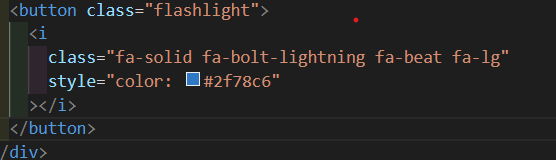 <button class="flashlight">
<i
class="fa-solid fa-bolt-lightning fa-beat fa-lg"
style="color: #2f78c6"
></i>
</button>
/div>